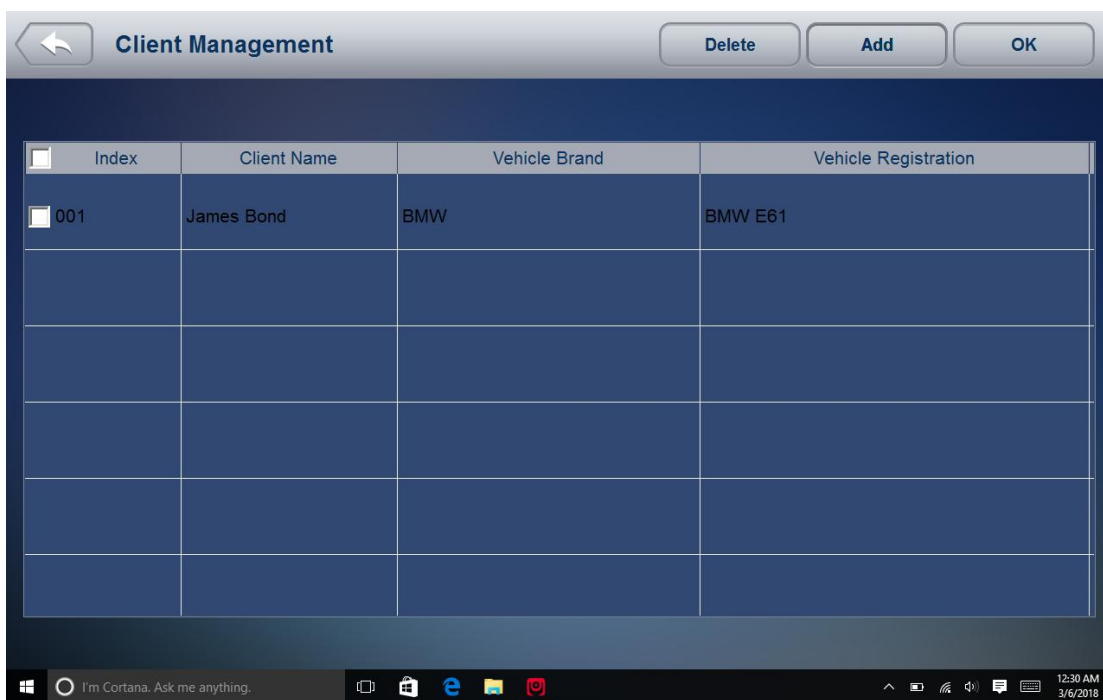 Client Management
Delete
Add
OK
Index Client Name Vehicle Brand Vehicle Registration
001 James Bond BMW BMW E61
I'm Cortana. Ask me anything.
12:30 AM
3/6/2018